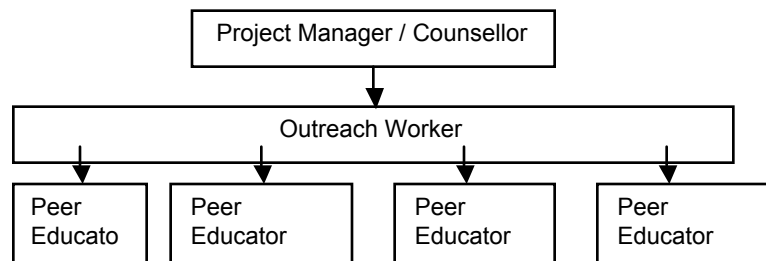 Project Manager / Counsellor
Outreach Worker
Peer
Educato
Peer
Educator
Peer
Educator
Peer
Educator